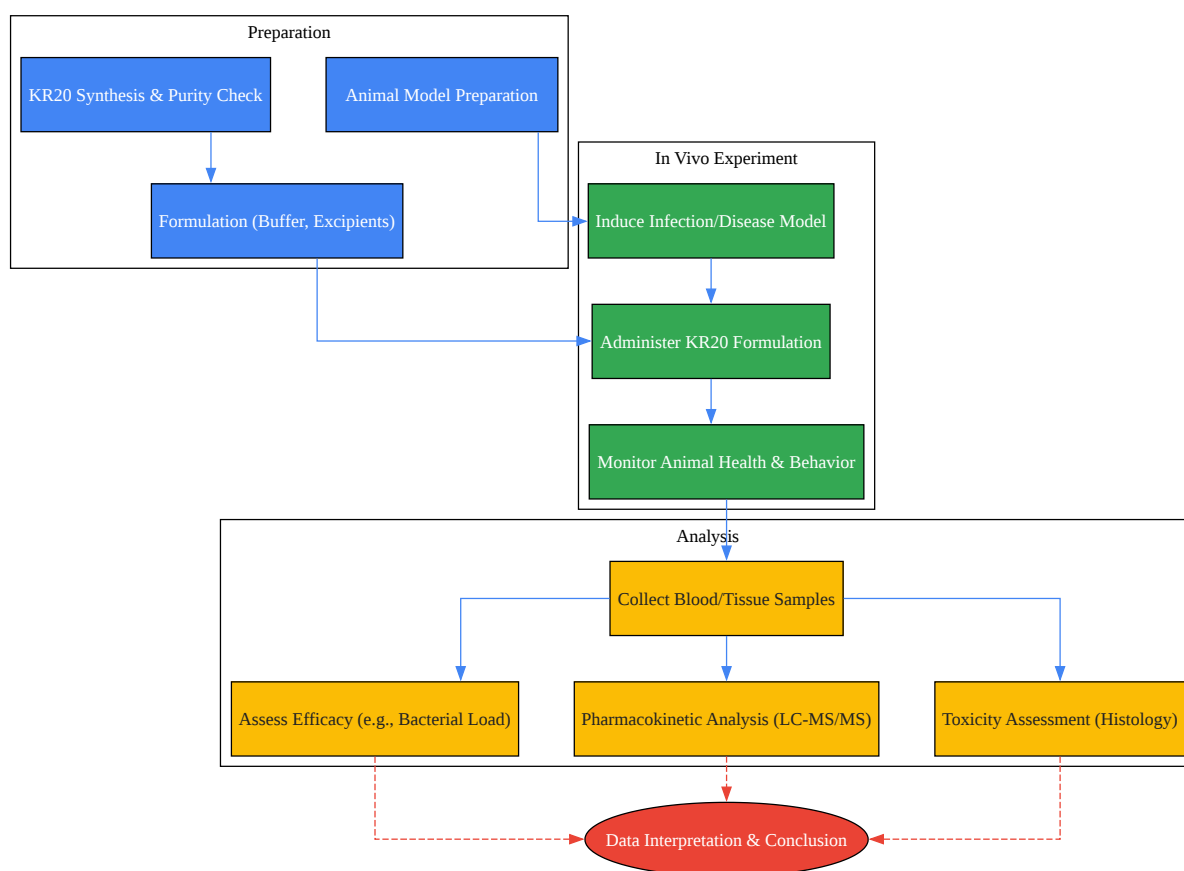 Preparation
KR20 Synthesis & Purity Check
Animal Model Preparation
Formulation (Buffer, Excipients)
In Vivo Experiment
Induce Infection/Disease Model
Administer KR20 Formulation
Monitor Animal Health & Behavior
Analysis
Collect Blood/Tissue Samples
Assess Efficacy (e.g., Bacterial Load)
Pharmacokinetic Analysis (LC-MS/MS)
Toxicity Assessment (Histology)
Data Interpretation & Conclusion